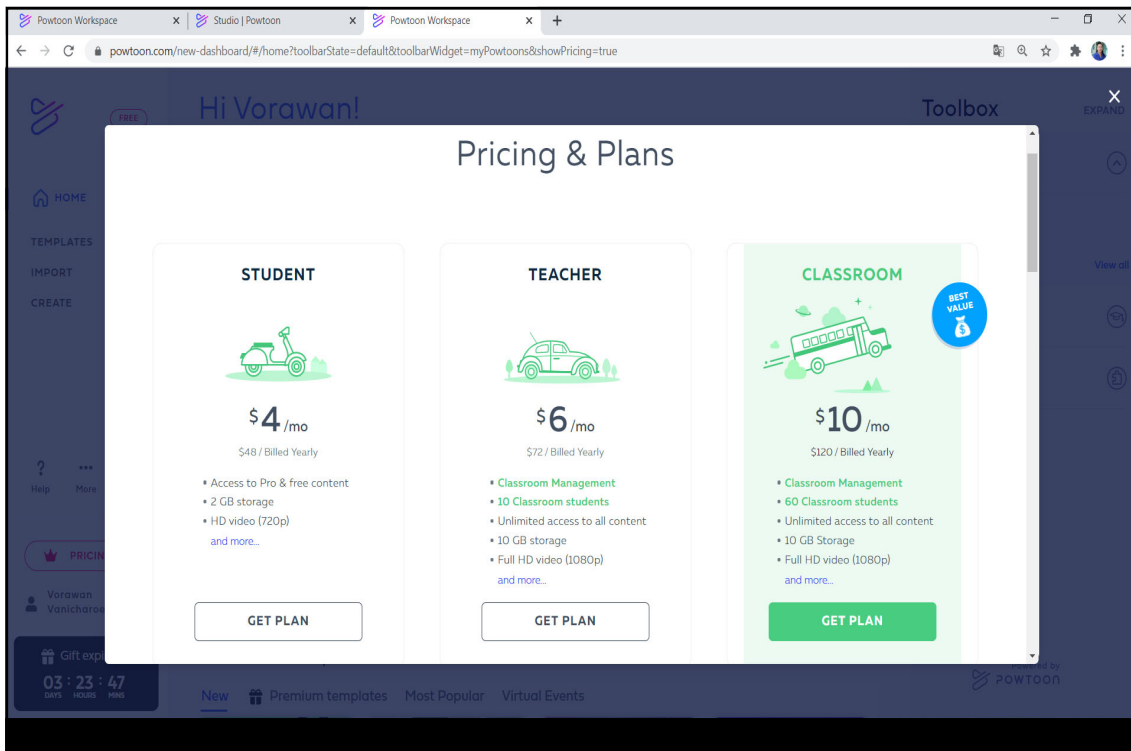 Powtoon Workspace
Studio | Powtoon
Powtoon Workspace
powtoon.com/new-dashboard/#/home?toolbarState=default&toolbarWidget=myPowtoons&showPricing=true
FREE
Hi Vorawan!
Toolbox
EXPAND
Pricing & Plans
HOME
TEMPLATES
IMPORT
CREATE
View all
STUDENT
$4/mo
$48 / Billed Yearly
Access to Pro & free content
2 GB storage
HD video (720p)
and more...
GET PLAN
TEACHER
$6/mo
$72 / Billed Yearly
Classroom Management
10 Classroom students
Unlimited access to all content
10 GB storage
Full HD video (1080p)
and more...
GET PLAN
CLASSROOM
BEST
VALUE
$
$10/mo
$120 / Billed Yearly
Classroom Management
60 Classroom students
Unlimited access to all content
10 GB Storage
Full HD video (1080p)
and more...
GET PLAN
?
Help
More
PRICIN
Vorawan
Vanicharoe
Gift expi
03 : 23 : 47
DAYS HOURS MINS
New
Premium templates
Most Popular
Virtual Events
by
POWTOON